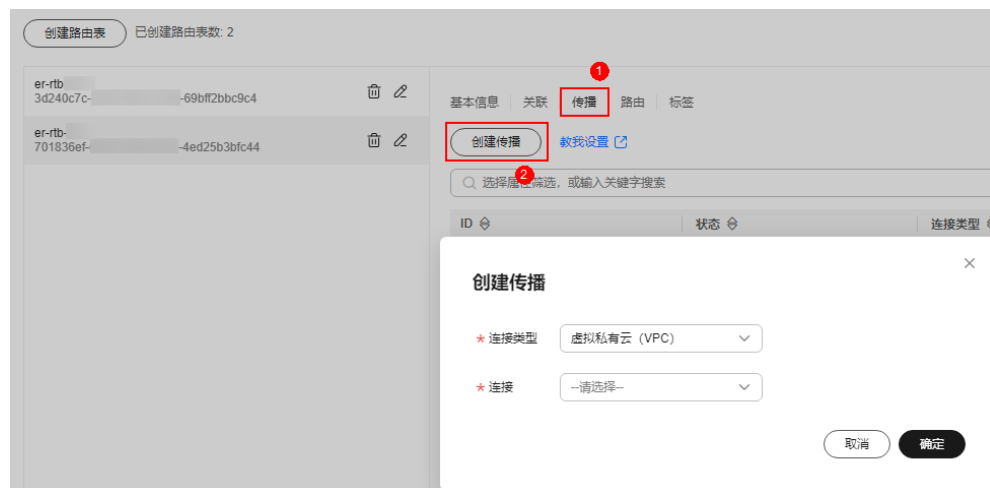 创建路由表 已创建路由表数: 2
er-rtb
3d240c7c- -69bff2bbc9c4
er-rtb-
701836ef- -4ed25b3bfc44
1
基本信息 关联 传播 路由 标签
创建传播 教我设置
2
选择属性筛选，或输入关键字搜索
ID 状态 连接类型
创建传播
* 连接类型 虚拟私有云（VPC）
* 连接 --请选择--
取消 确定